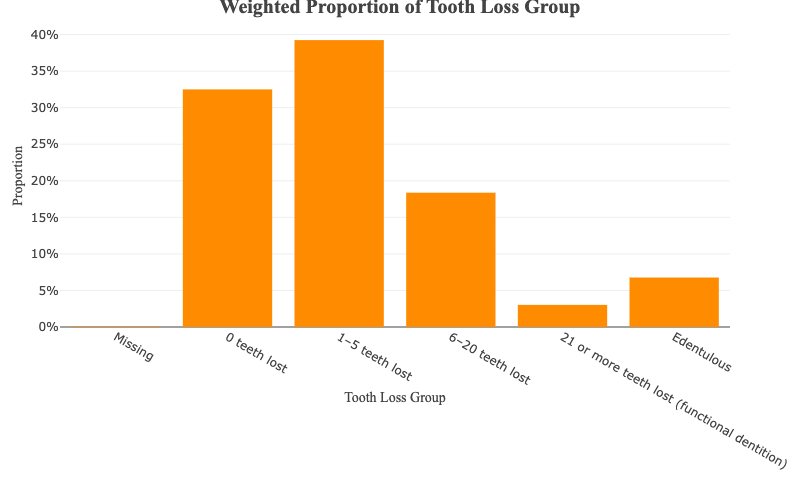 Weighted Proportion of Tooth Loss Group
40%
35%
30%
25%
20%
15%
10%
5%
0%
Proportion
Missing
0 teeth lost
1–5 teeth lost
6–20 teeth lost
21 or more teeth lost (functional dentition)
Edentulous
Tooth Loss Group